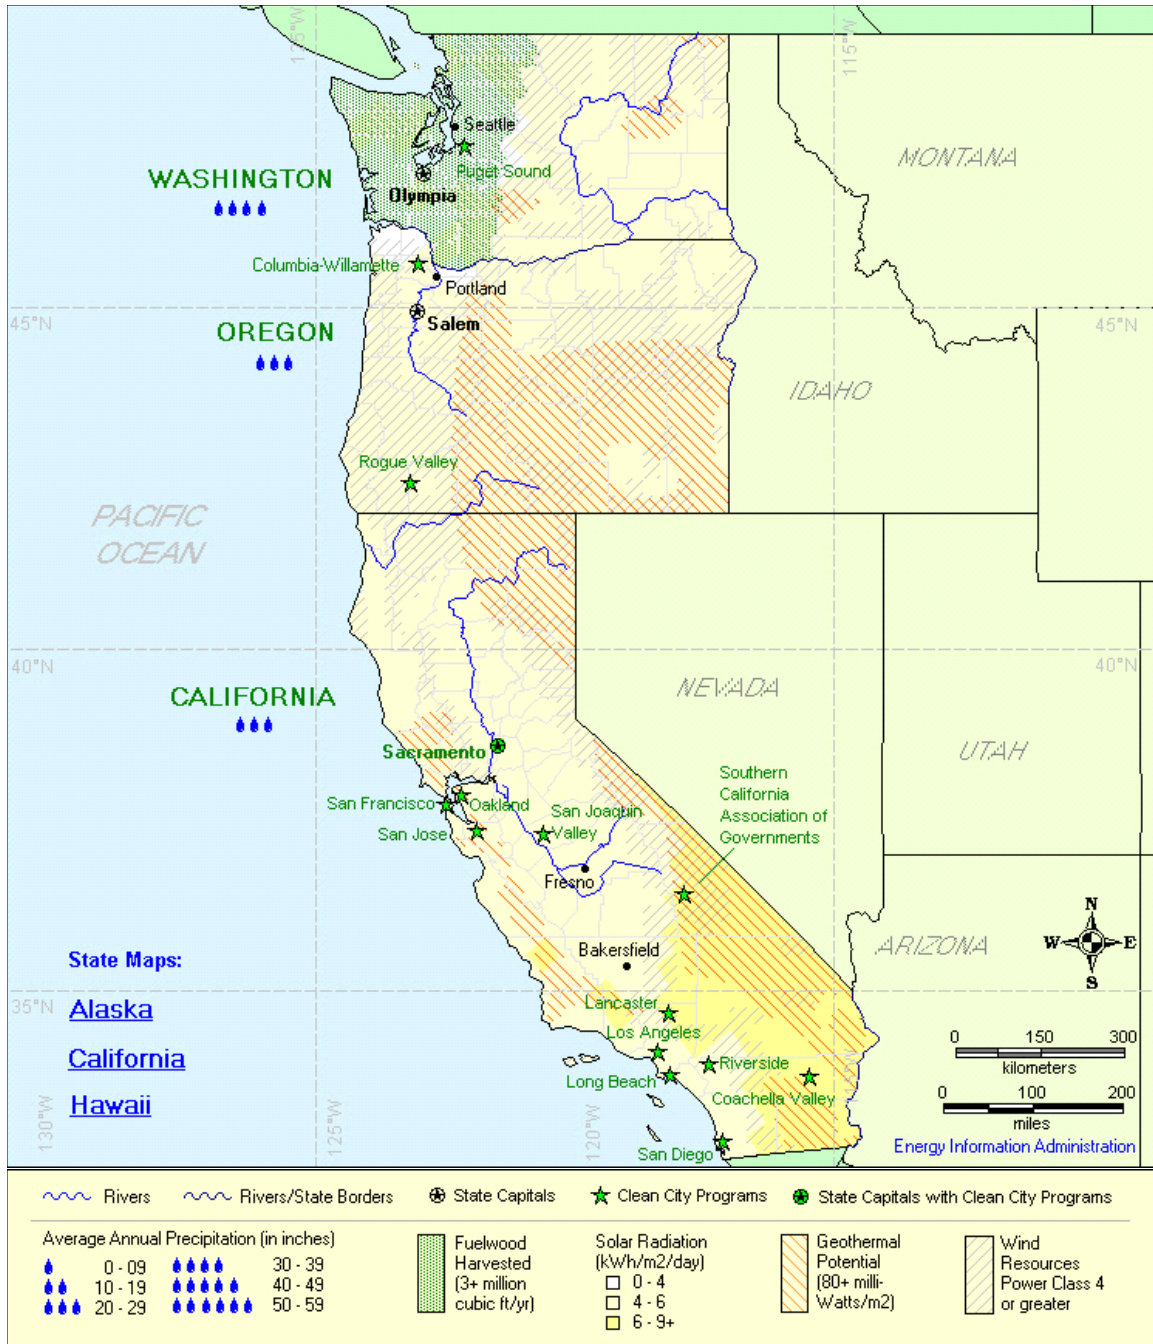 125°W
115°W
MONTANA
Seattle
Puget Sound
WASHINGTON
Olympia
Columbia-Willamette
Portland
45°N
45°N
Salem
OREGON
IDAHO
Rogue Valley
PACIFIC
OCEAN
40°N
40°N
NEVADA
CALIFORNIA
UTAH
Sacramento
Southern
California
Association of
Governments
San Francisco
Oakland
San Joaquin
Valley
San Jose
Fresno
N
W
E
S
ARIZONA
Bakersfield
State Maps:
Alaska
California
Hawaii
35°N
Lancaster
Los Angeles
Riverside
Long Beach
Coachella Valley
San Diego
0 150 300
kilometers
0 100 200
miles
130°W
125°W
120°W
Energy Information Administration
Rivers
Rivers/State Borders
State Capitals
Clean City Programs
State Capitals with Clean City Programs
Average Annual Precipitation (in inches)
0 - 09
10 - 19
20 - 29
30 - 39
40 - 49
50 - 59
Fuelwood
Harvested
(3+ million
cubic ft/yr)
Solar Radiation
(kWh/m2/day)
0 - 4
4 - 6
6 - 9+
Geothermal
Potential
(80+ milli-
Watts/m2)
Wind
Resources
Power Class 4
or greater